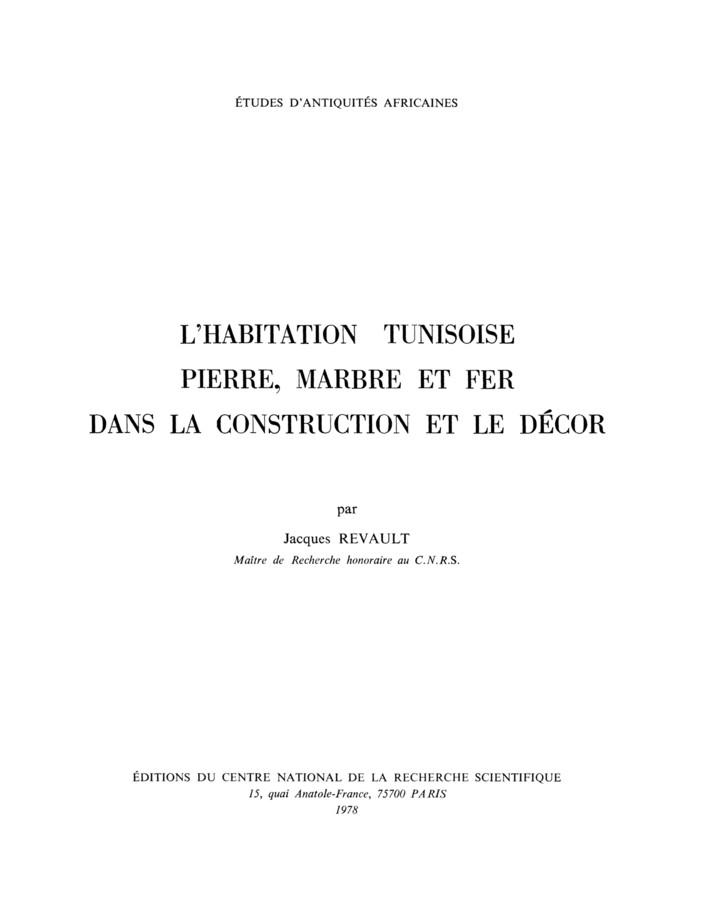 ÉTUDES D'ANTIQUITÉS AFRICAINES
L'HABITATION TUNISOISE
PIERRE, MARBRE ET FER
DANS LA CONSTRUCTION ET LE DÉCOR
par
Jacques REVAULT
Maître de Recherche honoraire au C.N.R.S.
ÉDITIONS DU CENTRE NATIONAL DE LA RECHERCHE SCIENTIFIQUE
15, quai Anatole-France, 75700 PARIS
1978